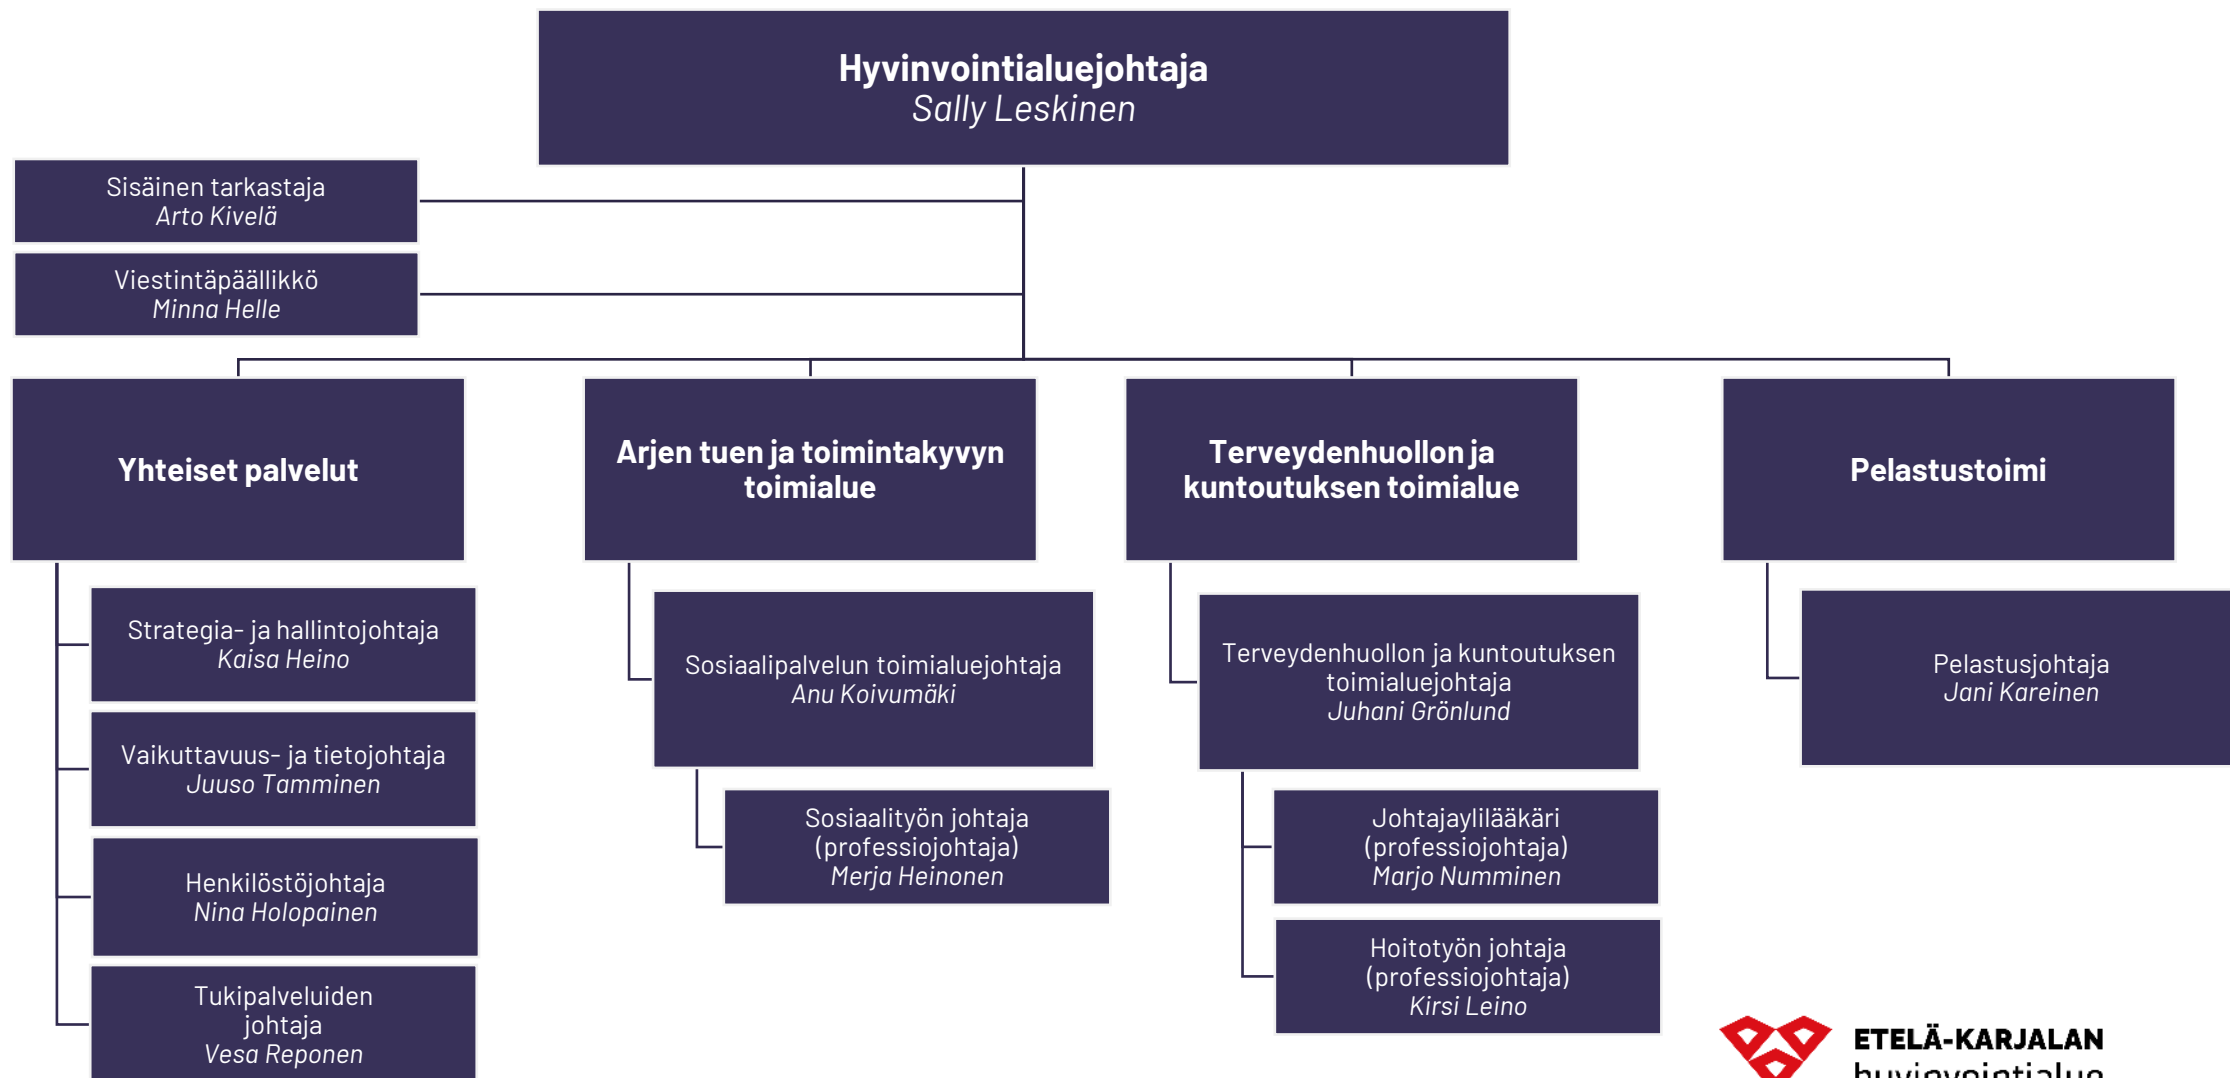 Hyvinvointialuejohtaja
Sally Leskinen
Sisäinen tarkastaja
Arto Kivelä
Viestintäpäällikkö
Minna Helle
Yhteiset palvelut
Strategia- ja hallintojohtaja
Kaisa Heino
Vaikuttavuus- ja tietojohtaja
Juuso Tamminen
Henkilöstöjohtaja
Nina Holopainen
Tukipalveluiden
johtaja
Vesa Reponen
Arjen tuen ja toimintakyvyn
toimialue
Sosiaalipalvelun toimialuejohtaja
Anu Koivumäki
Sosiaalityön johtaja
(professiojohtaja)
Merja Heinonen
Terveydenhuollon ja
kuntoutuksen toimialue
Terveydenhuollon ja kuntoutuksen
toimialuejohtaja
Juhani Grönlund
Johtajaylilääkäri
(professiojohtaja)
Marjo Numminen
Hoitotyön johtaja
(professiojohtaja)
Kirsi Leino
Pelastustoimi
Pelastusjohtaja
Jani Kareinen
ETELÄ-KARJALAN
hyvinvointialue